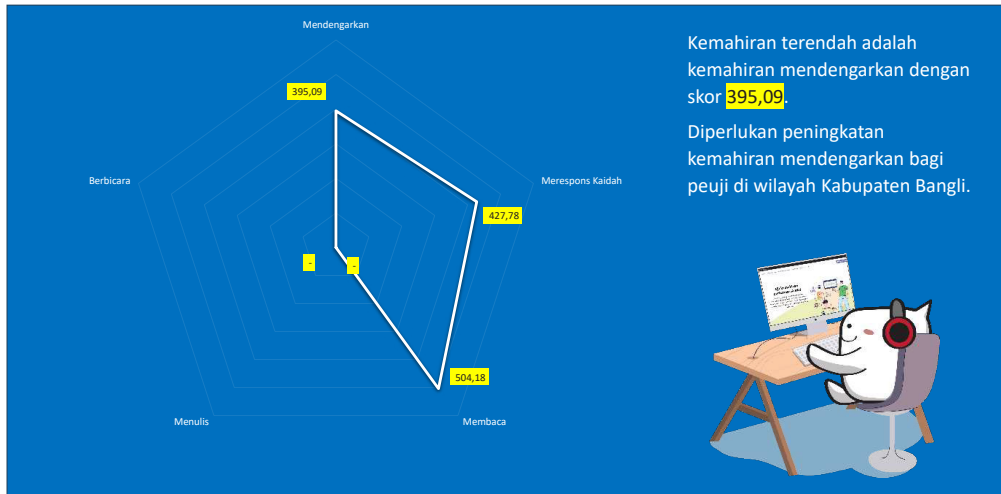 Mendengarkan
395,09
Berbicara
Merespons Kaidah
427,78
-
-
504,18
Menulis
Membaca
Kemahiran terendah adalah
kemahiran mendengarkan dengan
skor 395,09.
Diperlukan peningkatan
kemahiran mendengarkan bagi
peuji di wilayah Kabupaten Bangli.